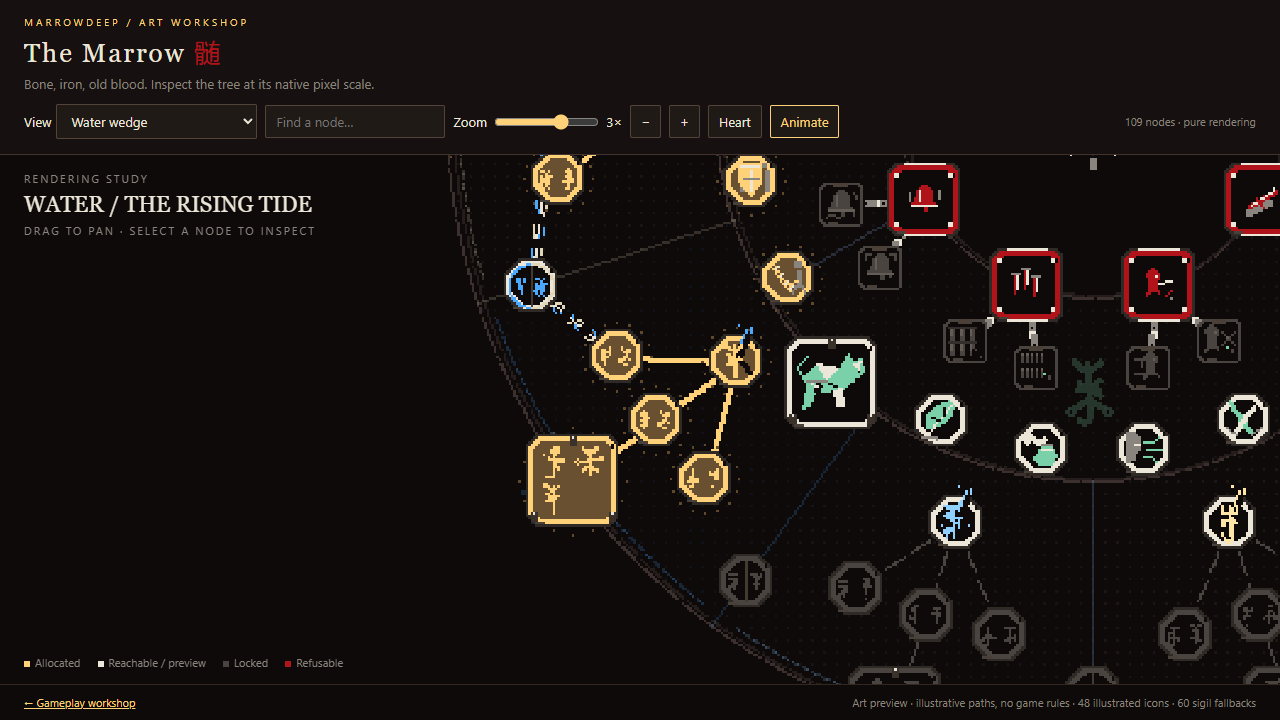 MARROWDEEP / ART WORKSHOP
The Marrow 髄
Bone, iron, old blood. Inspect the tree at its native pixel scale.
View Water wedge Find a node... Zoom 3× − + Heart Animate 109 nodes · pure rendering
RENDERING STUDY
WATER / THE RISING TIDE
DRAG TO PAN · SELECT A NODE TO INSPECT
Allocated Reachable / preview Locked Refusable
← Gameplay workshop Art preview · illustrative paths, no game rules · 48 illustrated icons · 60 sigil fallbacks